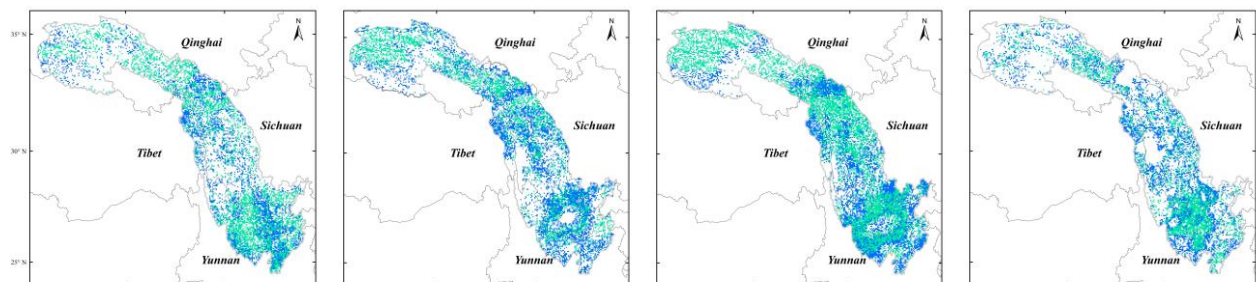 35° N
30° N
25° N
N
Qinghai
Sichuan
Tibet
Yunnan
N
Qinghai
Sichuan
Tibet
Yunnan
N
Qinghai
Sichuan
Tibet
Yunnan
N
Qinghai
Sichuan
Tibet
Yunnan